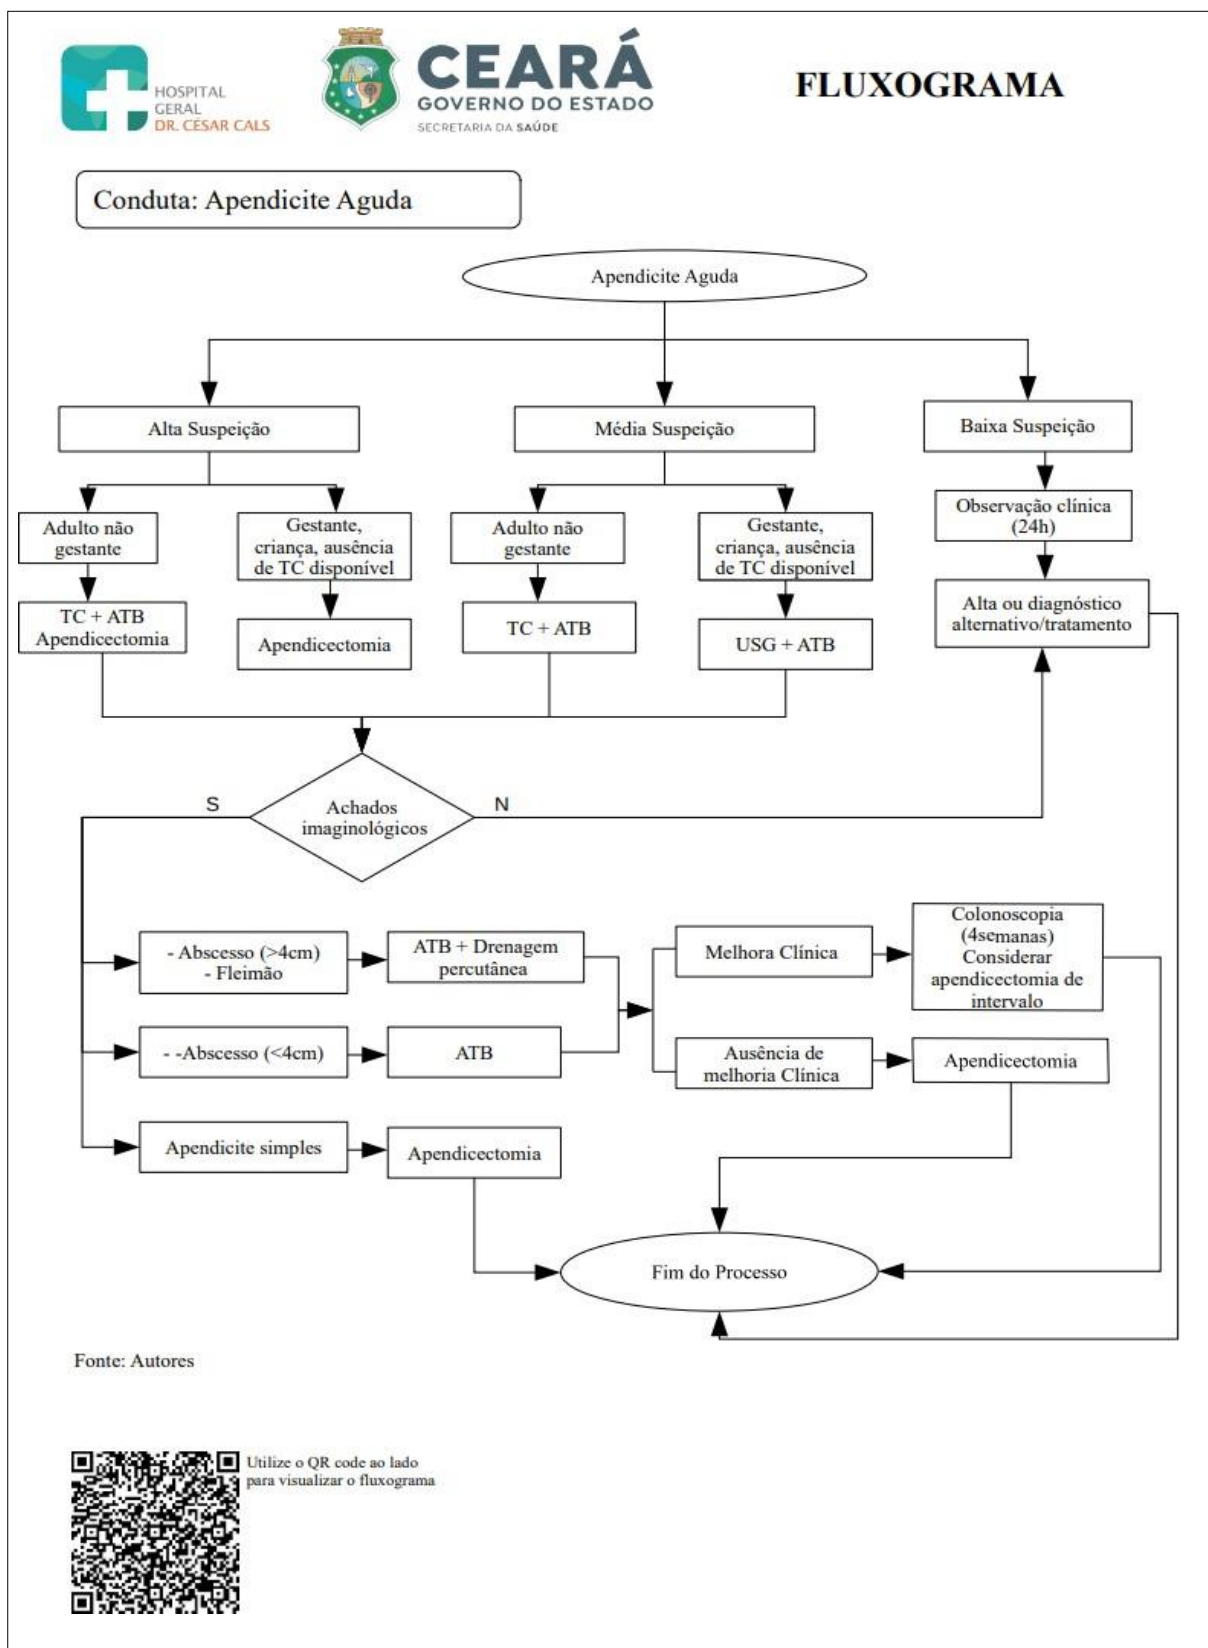 HOSPITAL
GERAL
DR. CÉSAR CALS
CEARÁ
GOVERNO DO ESTADO
SECRETARIA DA SAÚDE
FLUXOGRAMA
Conduta: Apendicite Aguda
Apendicite Aguda
Alta Suspeição
Média Suspeição
Baixa Suspeição
Adulto não
gestante
Gestante,
criança, ausência
de TC disponível
Adulto não
gestante
Gestante,
criança, ausência
de TC disponível
Observação clínica
(24h)
TC + ATB
Apendicectomia
Apendicectomia
TC + ATB
USG + ATB
Alta ou diagnóstico
alternativo/tratamento
S
Achados
imaginológicos
N
- Abscesso (>4cm)
- Fleimão
ATB + Drenagem
percutânea
Melhora Clínica
Colonoscopia
(4semanas)
Considerar
apendicectomia de
intervalo
- -Abscesso (<4cm)
ATB
Ausência de
melhoria Clínica
Apendicectomia
Apendicite simples
Apendicectomia
Fim do Processo
Fonte: Autores
Utilize o QR code ao lado
para visualizar o fluxograma